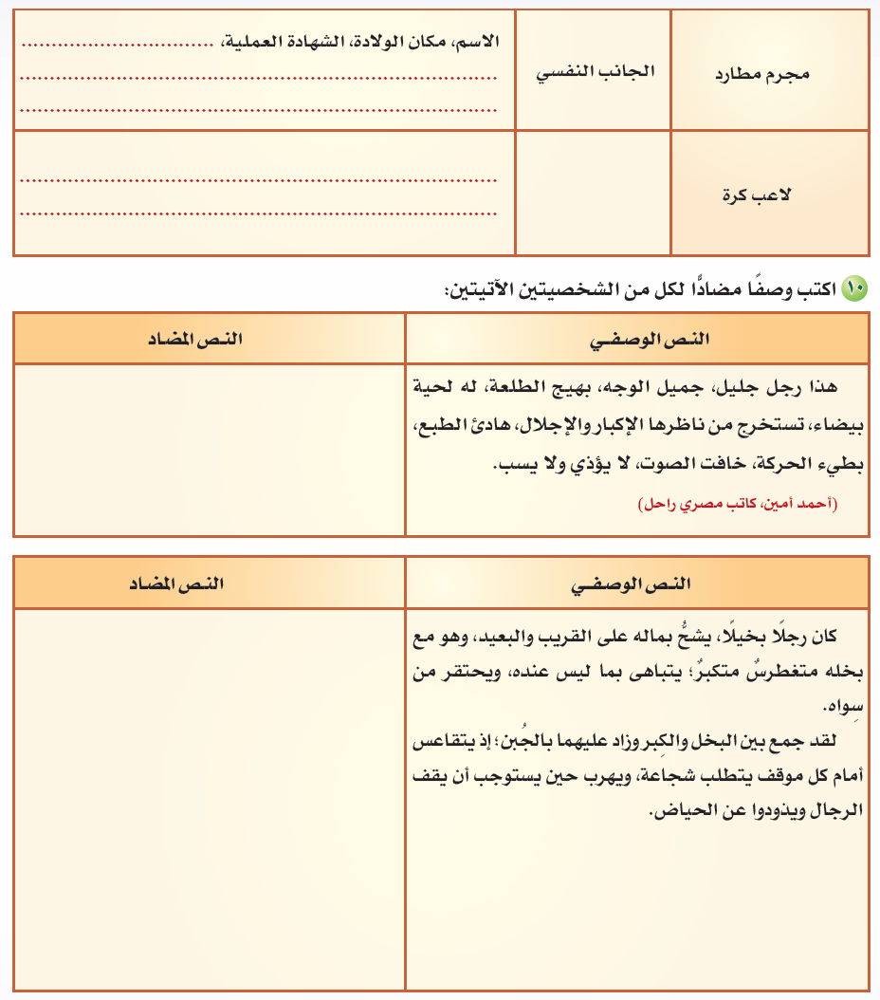 مجرم مطارد
الجانب النفسي
الاسم، مكان الولادة، الشهادة العملية، ................................
................................................................................
................................................................................
لاعب كرة
................................................................................
................................................................................
١٠ اكتب وصفًا مضادًّا لكل من الشخصيتين الآتيتين:
النص الوصفي
النص المضاد
هذا رجل جليل، جميل الوجه، بهيج الطلعة، له لحية
بيضاء، تستخرج من ناظرها الإكبار والإجلال، هادئ الطبع،
بطيء الحركة، خافت الصوت، لا يؤذي ولا يسب.
(أحمد أمين، كاتب مصري راحل)
النص الوصفي
النص المضاد
كان رجلًا بخيلًا، يشحُّ بماله على القريب والبعيد، وهو مع
بخله متغطرسٌ متكبرٌ؛ يتباهى بما ليس عنده، ويحتقر من
سِواه.
لقد جمع بين البخل والكِبر وزاد عليهما بالجُبن؛ إذ يتقاعس
أمام كل موقف يتطلب شجاعة، ويهرب حين يستوجب أن يقف
الرجال ويذودوا عن الحياض.